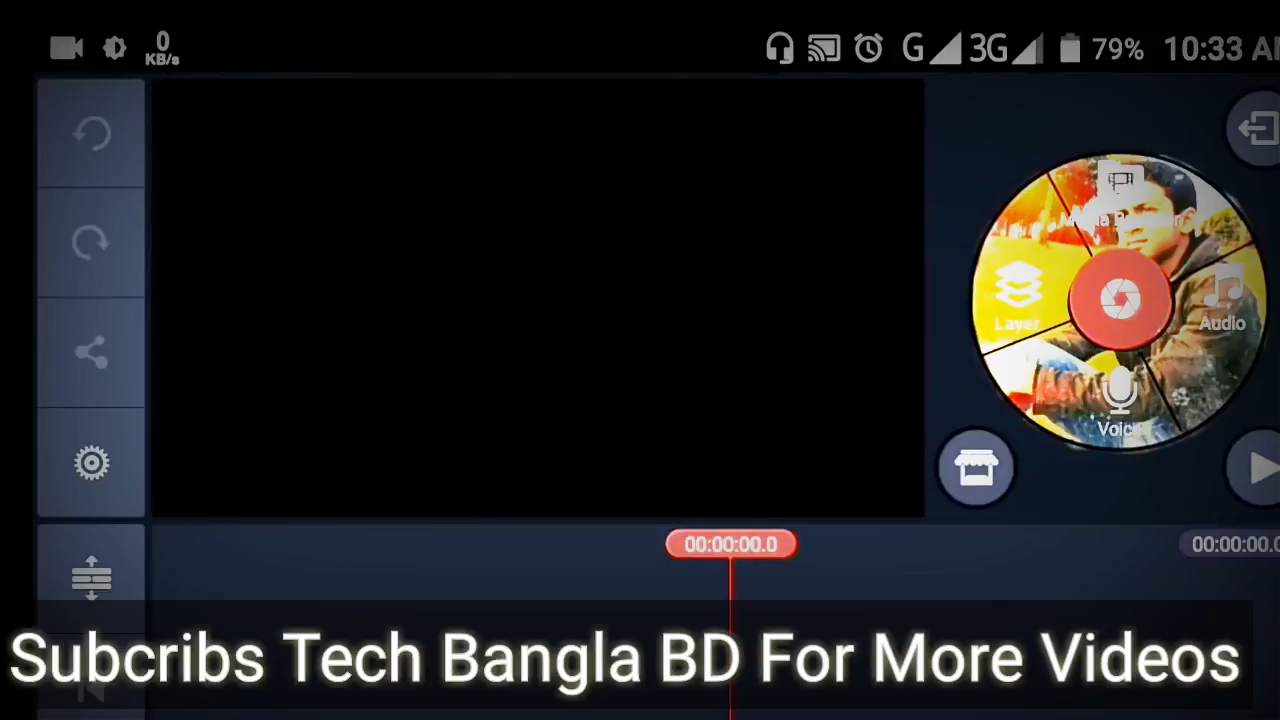 0
KB/s
G 3G 79% 10:33 A
Layer
Audio
Voic
00:00:00.0
00:00:00.0
Subcribs Tech Bangla BD For More Videos